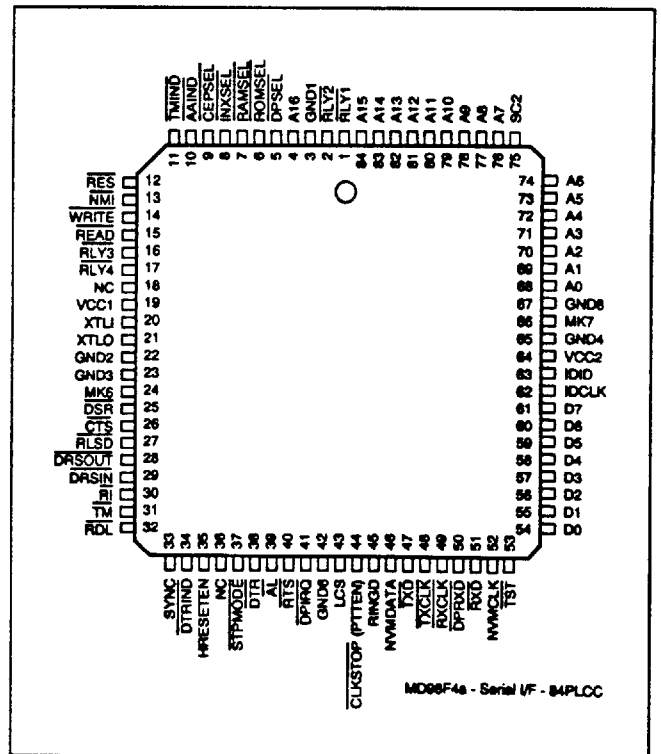 TMIND
AAIND
CEPSEL
INXSEL
RAMSEL
ROMSEL
DPSEL
A16
GND1
RLY2
RLY1
A15
A14
A13
A12
A11
A10
A9
A8
A7
SC2
11 10 9 8 7 6 5 4 3 2 1 84 83 82 81 80 79 78 77 76 75
RES 12
NMI 13
WRITE 14
READ 15
RLY3 16
RLY4 17
NC 18
VCC1 19
XTLI 20
XTLO 21
GND2 22
GND3 23
MK6 24
DSR 25
CTS 26
RLSD 27
DRSOUT 28
DRSIN 29
RI 30
TM 31
RDL 32
74 A6
73 A5
72 A4
71 A3
70 A2
69 A1
68 A0
67 GND8
66 MK7
65 GND4
64 VCC2
63 IDID
62 IDCLK
61 D7
60 D6
59 D5
58 D4
57 D3
56 D2
55 D1
54 D0
33 34 35 36 37 38 39 40 41 42 43 44 45 46 47 48 49 50 51 52 53
SYNC
DTRIND
HRESETEN
NC
STPMODE
DTR
AL
RTS
DPIRQ
GND6
LCS
CLKSTOP (PTTEN)
RINGD
NVMDATA
TXD
TXCLK
RXCLK
DPRXD
RXD
NVMCLK
TST
MD96F4a - Serial I/F - 84PLCC